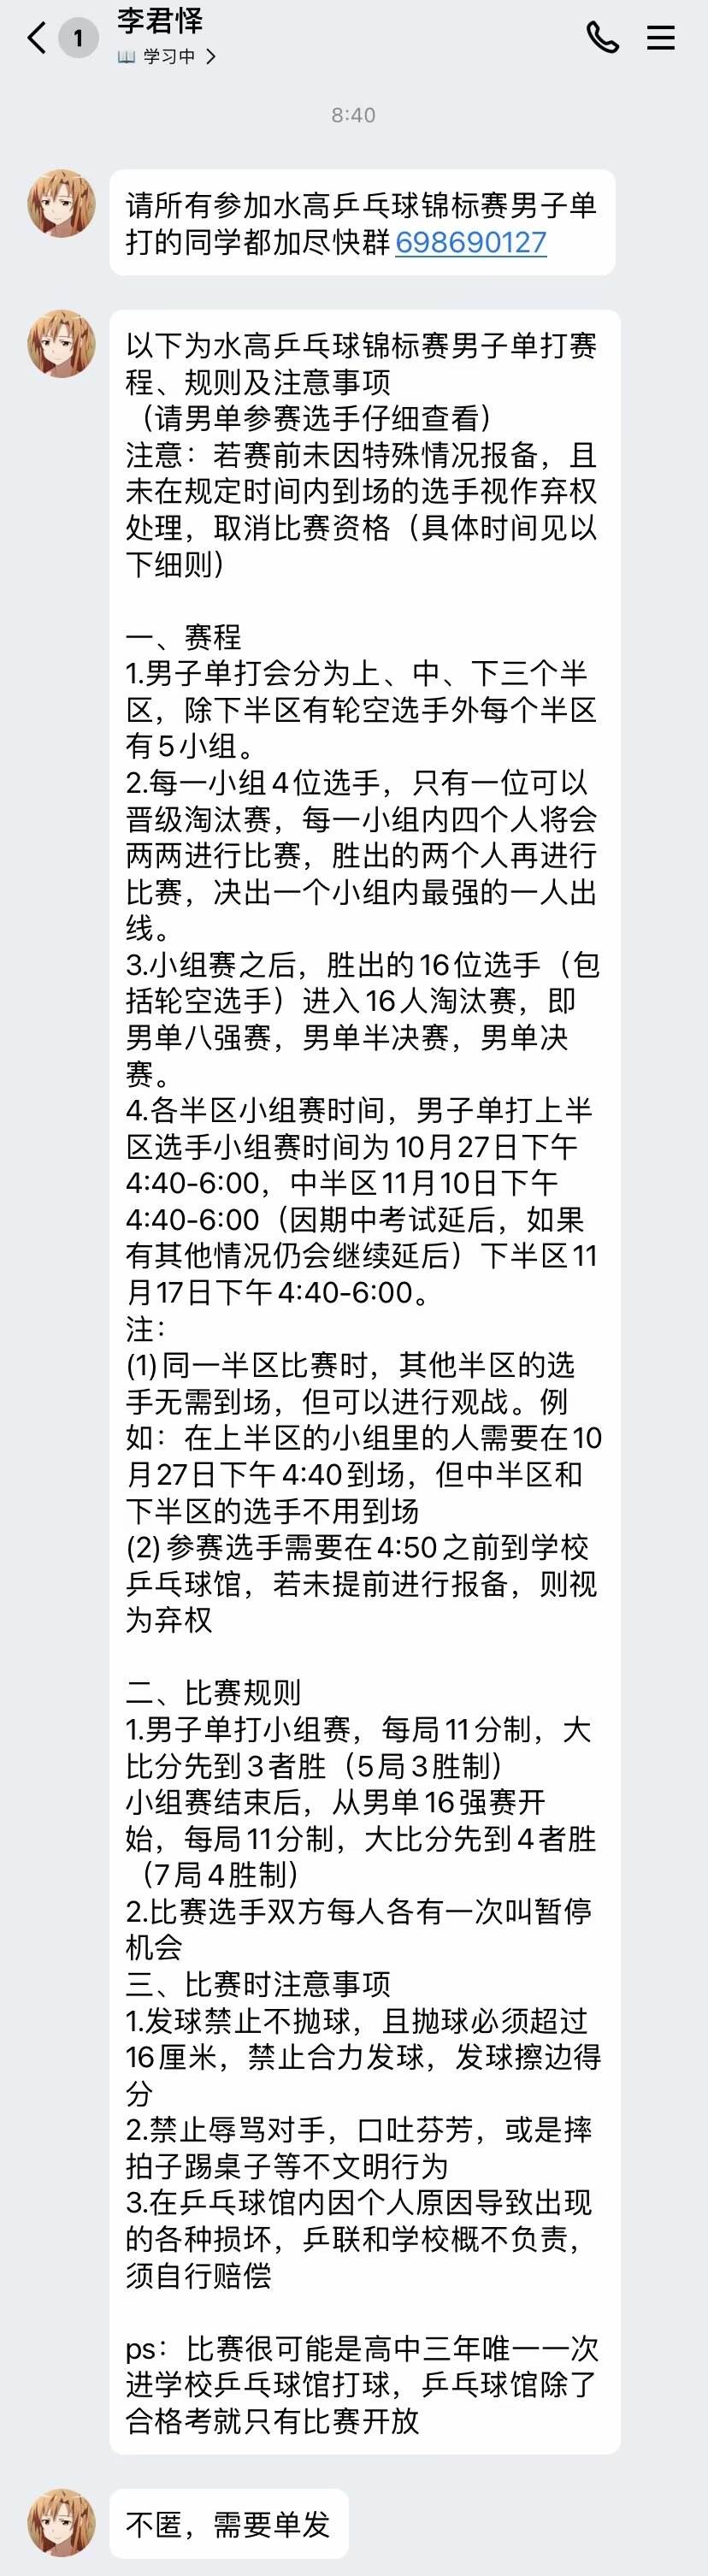 李君怿
1
学习中
8:40
请所有参加水高乒乓球锦标赛男子单
打的同学都加尽快群698690127
以下为水高乒乓球锦标赛男子单打赛
程、规则及注意事项
（请男单参赛选手仔细查看）
注意：若赛前未因特殊情况报备，且
未在规定时间内到场的选手视作弃权
处理，取消比赛资格（具体时间见以
下细则）
一、赛程
1.男子单打会分为上、中、下三个半
区，除下半区有轮空选手外每个半区
有5小组。
2.每一小组4位选手，只有一位可以
晋级淘汰赛，每一小组内四个人将会
两两进行比赛，胜出的两个人再进行
比赛，决出一个小组内最强的一人出
线。
3.小组赛之后，胜出的16位选手（包
括轮空选手）进入16人淘汰赛，即
男单八强赛，男单半决赛，男单决
赛。
4.各半区小组赛时间，男子单打上半
区选手小组赛时间为10月27日下午
4:40-6:00，中半区11月10日下午
4:40-6:00（因期中考试延后，如果
有其他情况仍会继续延后）下半区11
月17日下午4:40-6:00。
注：
(1)同一半区比赛时，其他半区的选
手无需到场，但可以进行观战。例
如：在上半区的小组里的人需要在10
月27日下午4:40到场，但中半区和
下半区的选手不用到场
(2)参赛选手需要在4:50之前到学校
乒乓球馆，若未提前进行报备，则视
为弃权
二、比赛规则
1.男子单打小组赛，每局11分制，大
比分先到3者胜（5局3胜制）
小组赛结束后，从男单16强赛开
始，每局11分制，大比分先到4者胜
（7局4胜制）
2.比赛选手双方每人各有一次叫暂停
机会
三、比赛时注意事项
1.发球禁止不抛球，且抛球必须超过
16厘米，禁止合力发球，发球擦边得
分
2.禁止辱骂对手，口吐芬芳，或是摔
拍子踢桌子等不文明行为
3.在乒乓球馆内因个人原因导致出现
的各种损坏，乒联和学校概不负责，
须自行赔偿
ps：比赛很可能是高中三年唯一一次
进学校乒乓球馆打球，乒乓球馆除了
合格考就只有比赛开放
不匿，需要单发